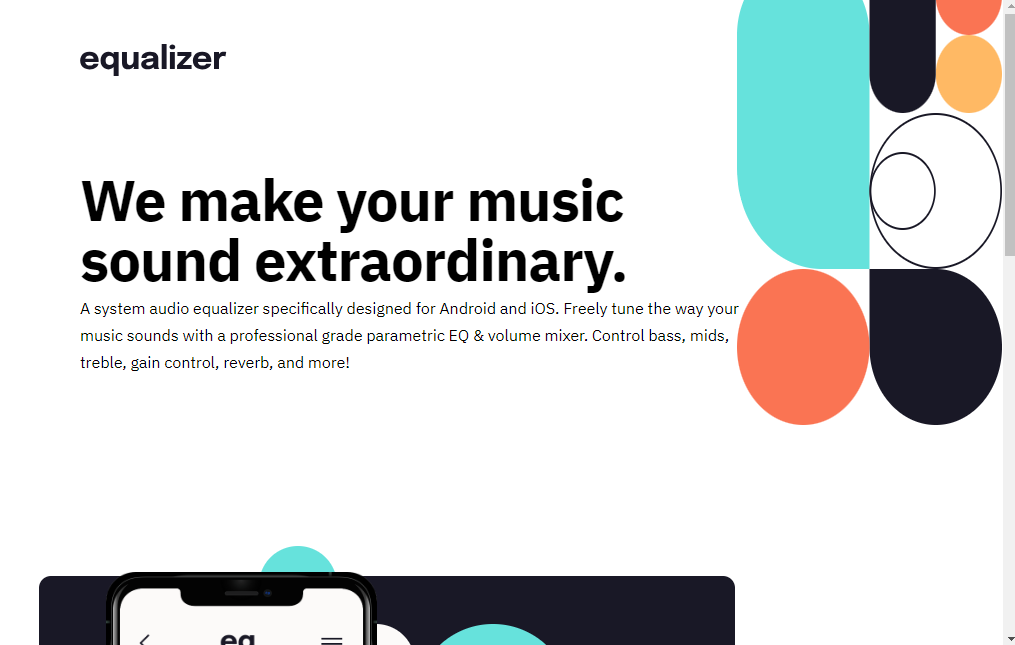 equalizer
We make your music
sound extraordinary.
A system audio equalizer specifically designed for Android and iOS. Freely tune the way your
music sounds with a professional grade parametric EQ & volume mixer. Control bass, mids,
treble, gain control, reverb, and more!
eq